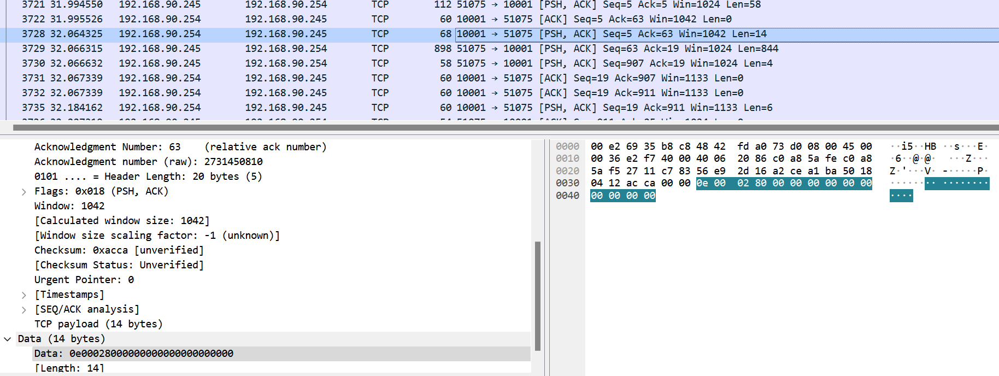 3721 31.994550 192.168.90.245 192.168.90.254 TCP 112 51075 → 10001 [PSH, ACK] Seq=5 Ack=5 Win=1024 Len=58
3722 31.995526 192.168.90.254 192.168.90.245 TCP 60 10001 → 51075 [ACK] Seq=5 Ack=63 Win=1042 Len=0
3728 32.064325 192.168.90.254 192.168.90.245 TCP 68 10001 → 51075 [PSH, ACK] Seq=5 Ack=63 Win=1042 Len=14
3729 32.066315 192.168.90.245 192.168.90.254 TCP 898 51075 → 10001 [PSH, ACK] Seq=63 Ack=19 Win=1024 Len=844
3730 32.066632 192.168.90.245 192.168.90.254 TCP 58 51075 → 10001 [PSH, ACK] Seq=907 Ack=19 Win=1024 Len=4
3731 32.067339 192.168.90.254 192.168.90.245 TCP 60 10001 → 51075 [ACK] Seq=19 Ack=907 Win=1133 Len=0
3732 32.067339 192.168.90.254 192.168.90.245 TCP 60 10001 → 51075 [ACK] Seq=19 Ack=911 Win=1133 Len=0
3735 32.184162 192.168.90.254 192.168.90.245 TCP 60 10001 → 51075 [PSH, ACK] Seq=19 Ack=911 Win=1133 Len=6
Acknowledgment Number: 63    (relative ack number)
Acknowledgment number (raw): 2731450810
0101 .... = Header Length: 20 bytes (5)
Flags: 0x018 (PSH, ACK)
Window: 1042
[Calculated window size: 1042]
[Window size scaling factor: -1 (unknown)]
Checksum: 0xacca [unverified]
[Checksum Status: Unverified]
Urgent Pointer: 0
[Timestamps]
[SEQ/ACK analysis]
TCP payload (14 bytes)
Data (14 bytes)
Data: 0e00028000000000000000000000
[Length: 14]
0000 00 e2 69 35 b8 c8 48 42 fd a0 73 d0 08 00 45 00 ··i5··HB ··s···E·
0010 00 36 e2 f7 40 00 40 06 20 86 c0 a8 5a fe c0 a8 ·6··@·@· ···Z···
0020 5a f5 27 11 c7 83 56 e9 2d 16 a2 ce a1 ba 50 18 Z·'···V· -·····P·
0030 04 12 ac ca 00 00 0e 00 02 80 00 00 00 00 00 00 ········ ········
0040 00 00 00 00 ····